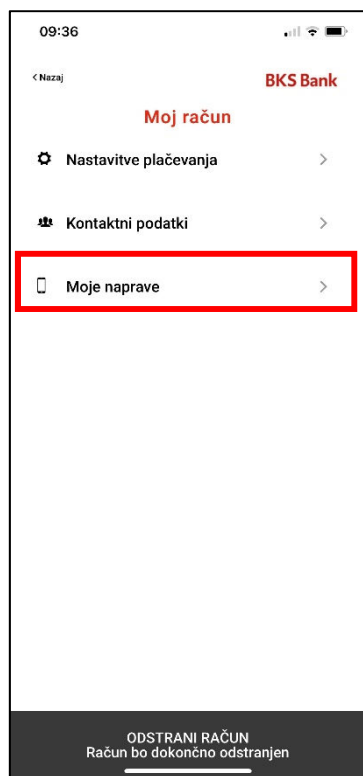 09:36
< Nazaj
BKS Bank
Moj račun
Nastavitve plačevanja
Kontaktni podatki
Moje naprave
ODSTRANI RAČUN
Račun bo dokončno odstranjen